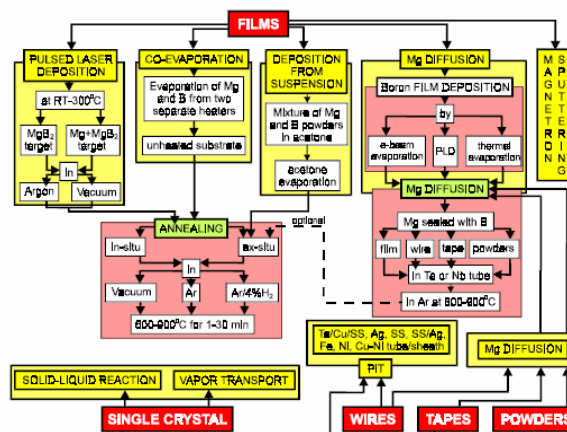 FILMS
PULSED LASER
DEPOSITION
at RT-300⁰C
MgB₂
target
Mg+MgB₂
target
In
Argon
Vacuum
CO-EVAPORATION
Evaporation of Mg
and B from two
separate heaters
unheated substrate
DEPOSITION
FROM
SUSPENSION
Mixture of Mg
and B powders
in acetone
acetone
evaporation
Mg DIFFUSION
Boron FILM DEPOSITION
by
e-beam
evaporation
PLD
thermal
evaporation
Mg DIFFUSION
Mg sealed with B
film
wire
tape
powders
In Ta or Nb tube
In Ar at 600-900⁰C
MAGNETRON
SPUTTERING
ANNEALING
optional
In-situ
ex-situ
In
Vacuum
Ar
Ar/4%H₂
600-900⁰C for 1-30 min
Ta/Cu/SS, Ag, SS, SS/Ag,
Fe, Ni, Cu-Ni tube/sheath
PIT
Mg DIFFUSION
SOLID-LIQUID REACTION
VAPOR TRANSPORT
SINGLE CRYSTAL
WIRES
TAPES
POWDERS